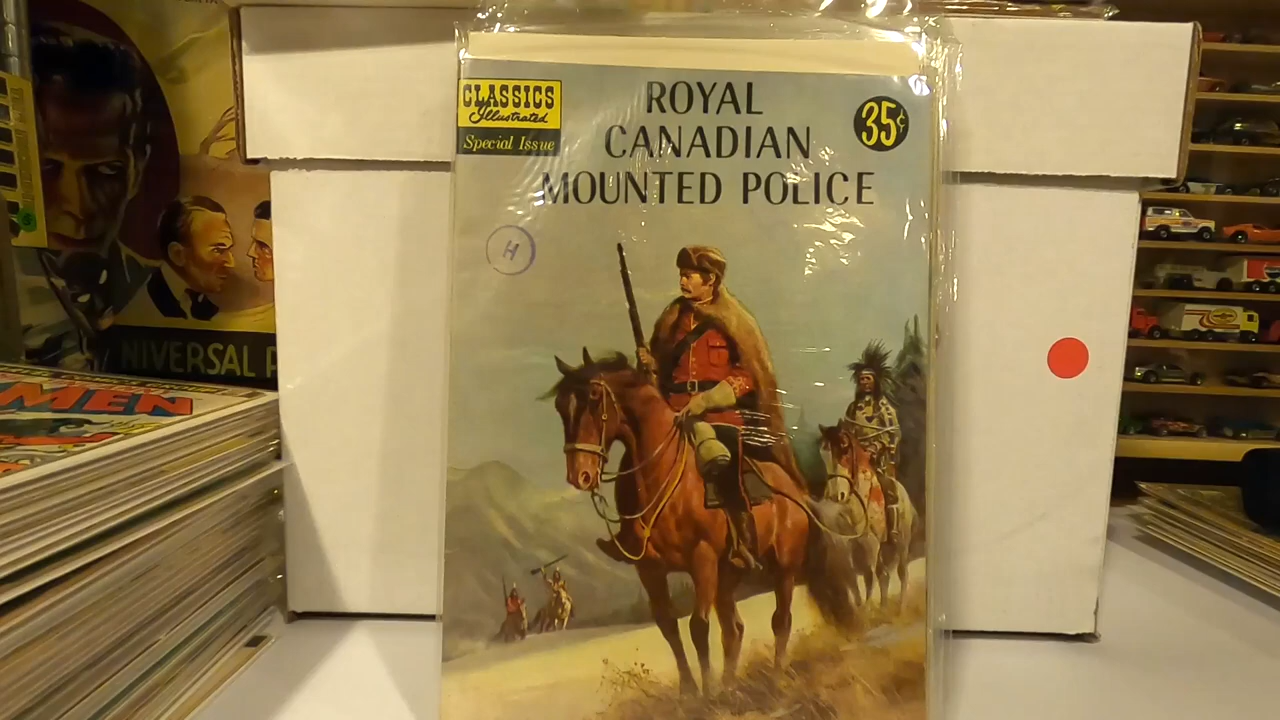 CLASSICS
Illustrated
Special Issue
ROYAL
CANADIAN
MOUNTED POLICE
35¢
H
NIVERSAL P
MEN